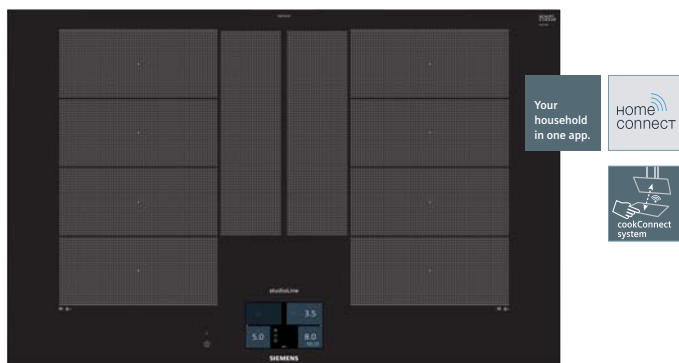 Your
household
in one app.
HOME
CONNECT
cookConnect
system
studioLine
3.5
5.0
8.0
SIEMENS